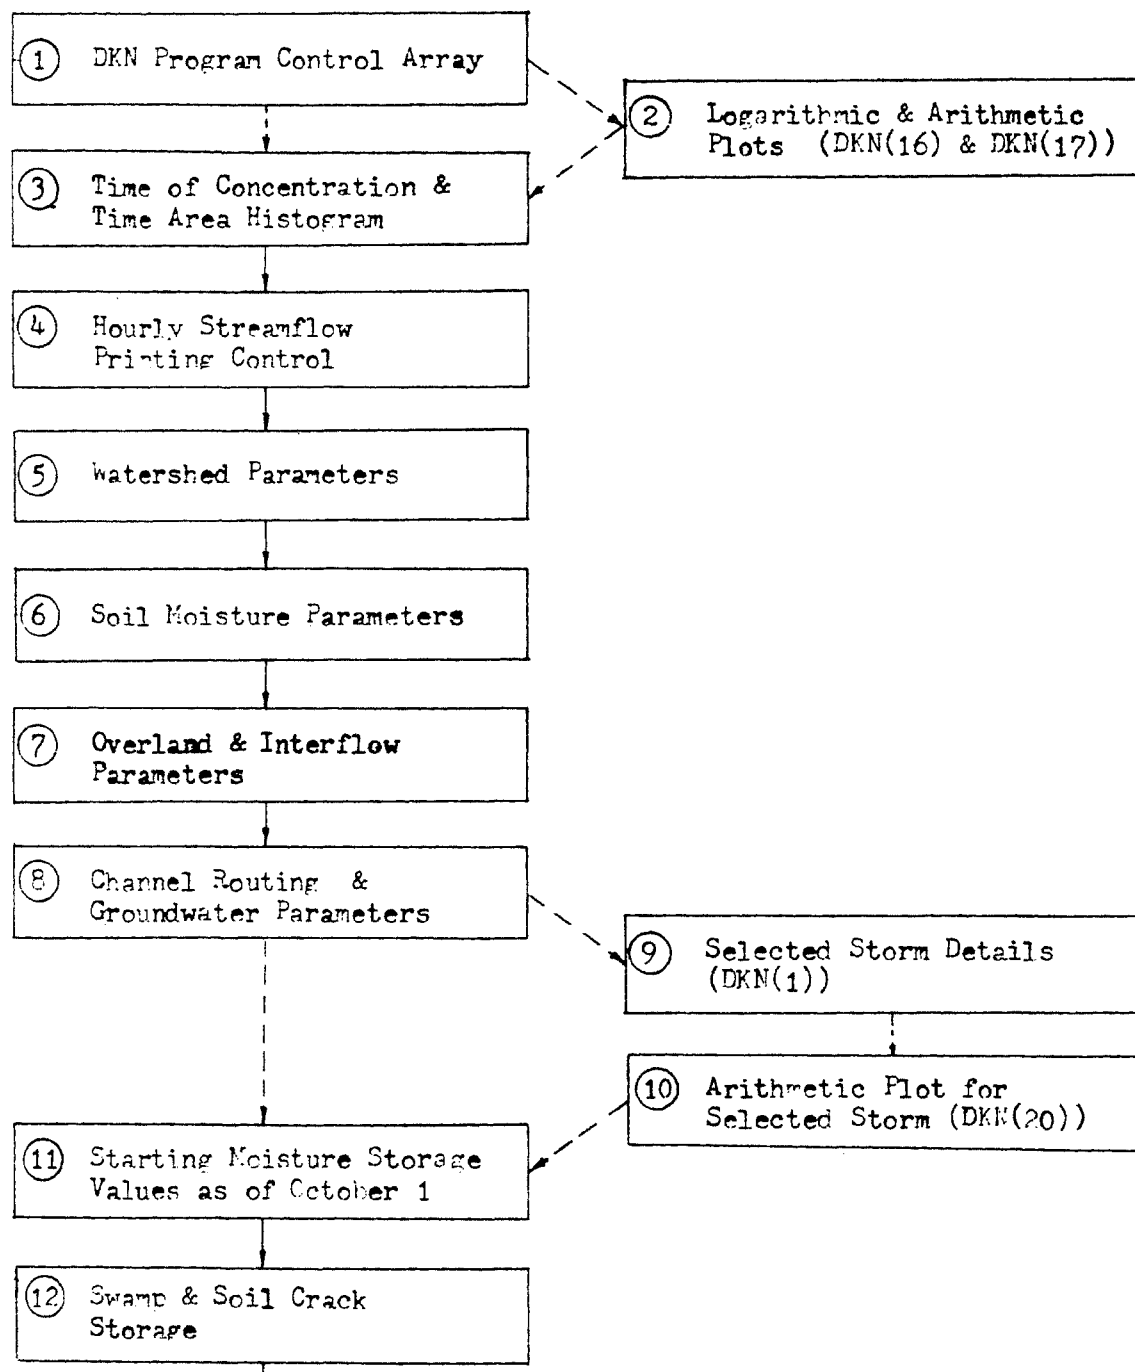 1 DKN Program Control Array
2 Logarithmic & Arithmetic
Plots (DKN(16) & DKN(17))
3 Time of Concentration &
Time Area Histogram
4 Hourly Streamflow
Printing Control
5 Watershed Parameters
6 Soil Moisture Parameters
7 Overland & Interflow
Parameters
8 Channel Routing &
Groundwater Parameters
9 Selected Storm Details
(DKN(1))
10 Arithmetic Plot for
Selected Storm (DKN(20))
11 Starting Moisture Storage
Values as of October 1
12 Swamp & Soil Crack
Storage